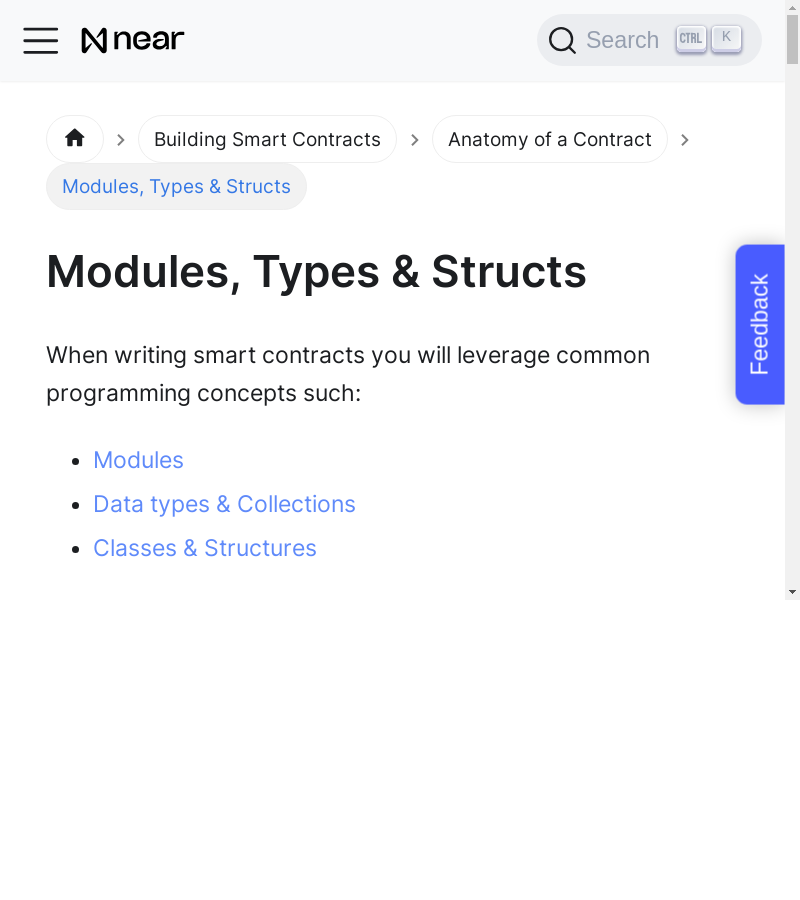 near
Search CTRL K
Building Smart Contracts Anatomy of a Contract
Modules, Types & Structs
Modules, Types & Structs
Feedback
When writing smart contracts you will leverage common
programming concepts such:
Modules
Data types & Collections
Classes & Structures